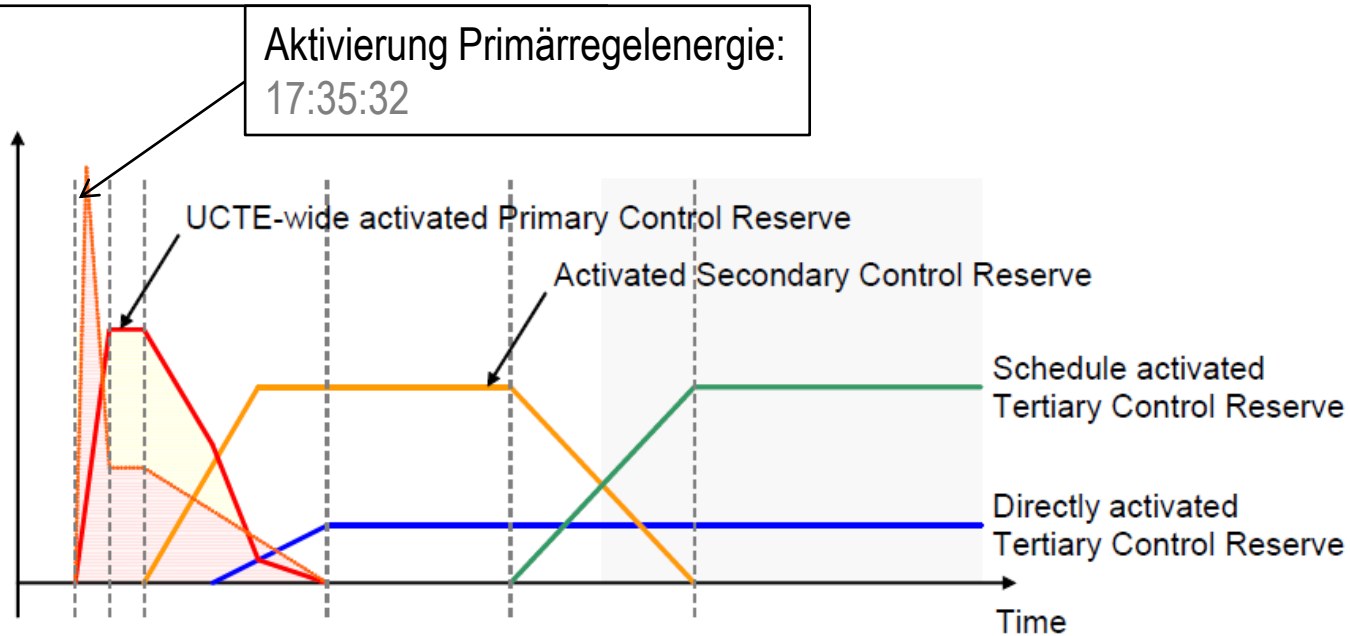 Aktivierung Primärregelenergie:
17:35:32
UCTE-wide activated Primary Control Reserve
Activated Secondary Control Reserve
Schedule activated
Tertiary Control Reserve
Directly activated
Tertiary Control Reserve
Time